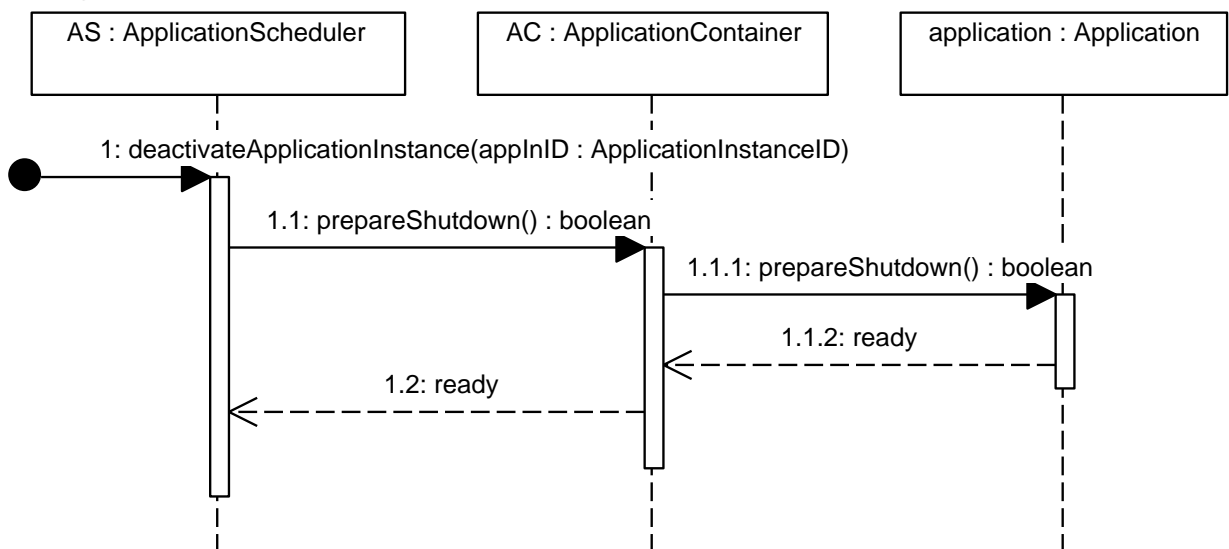 AS : ApplicationScheduler
AC : ApplicationContainer
application : Application
1: deactivateApplicationInstance(appInID : ApplicationInstanceID)
1.1: prepareShutdown() : boolean
1.1.1: prepareShutdown() : boolean
1.1.2: ready
1.2: ready